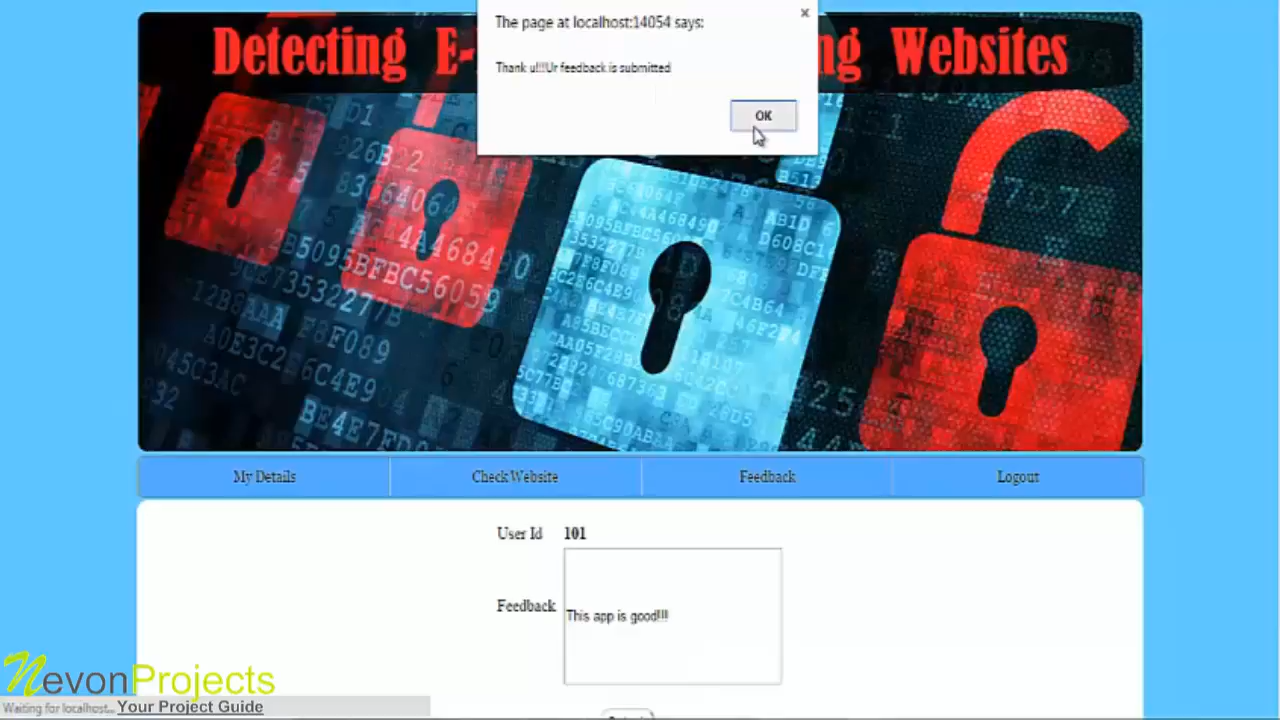 The page at localhost:14054 says:
Thank u!!!Ur feedback is submitted
OK
Detecting E- ng Websites
My Details
Check Website
Feedback
Logout
User Id 101
Feedback
This app is good!!!
NevonProjects
Waiting for localhost... Your Project Guide